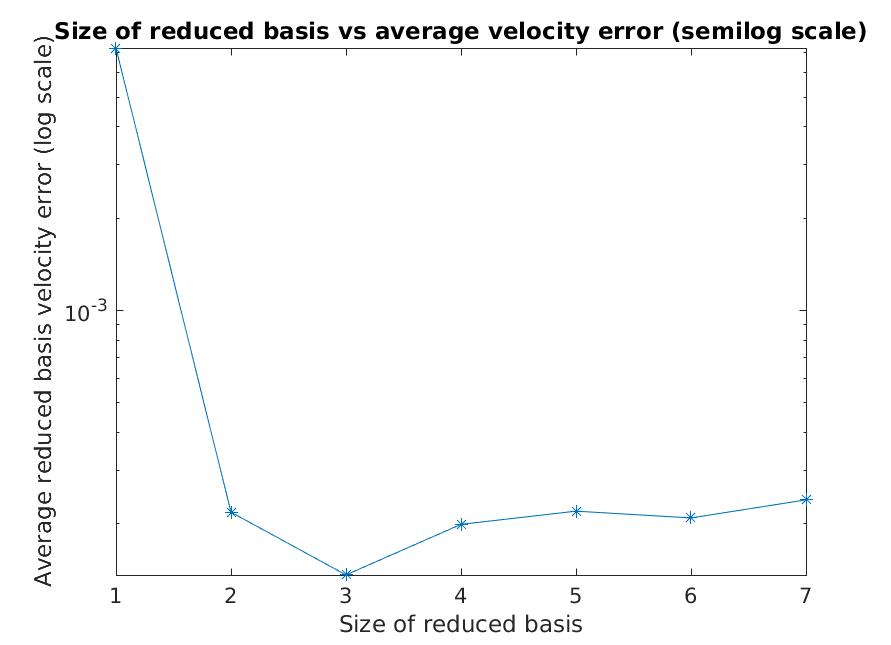 Size of reduced basis vs average velocity error (semilog scale)
Average reduced basis velocity error (log scale)
10^-3
1 2 3 4 5 6 7
Size of reduced basis